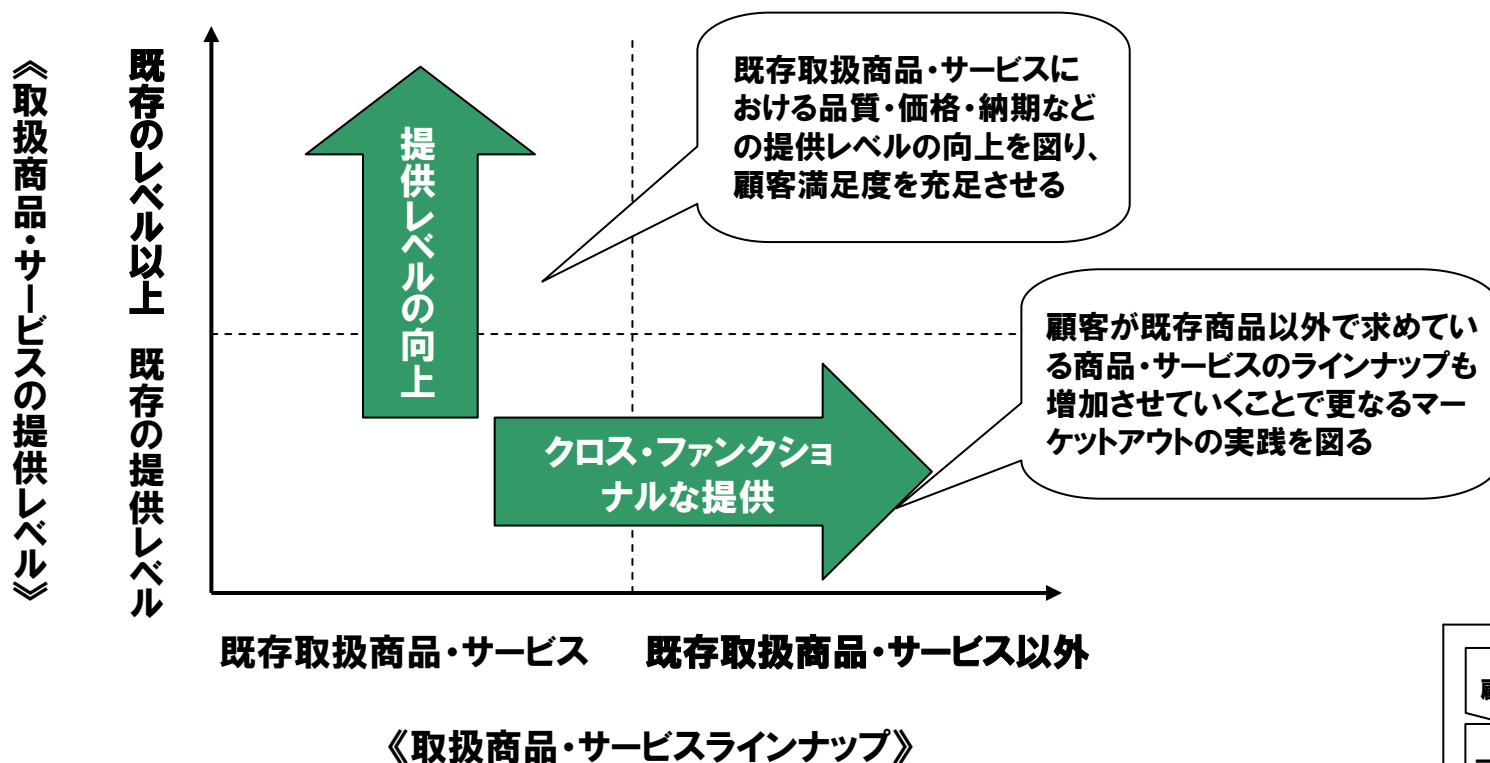 《取扱商品・サービスの提供レベル》
既存のレベル以上 既存の提供レベル
提供レベルの向上
既存取扱商品・サービスに
おける品質・価格・納期など
の提供レベルの向上を図り、
顧客満足度を充足させる
顧客が既存商品以外で求めてい
る商品・サービスのラインナップも
増加させていくことで更なるマー
ケットアウトの実践を図る
クロス・ファンクショ
ナルな提供
既存取扱商品・サービス
既存取扱商品・サービス以外
《取扱商品・サービスラインナップ》